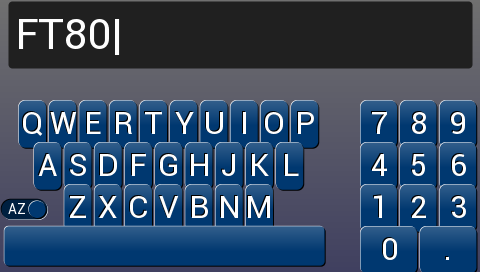 FT80
Q W E R T Y U I O P 7 8 9
A S D F G H J K L 4 5 6
AZ Z X C V B N M 1 2 3
0 .